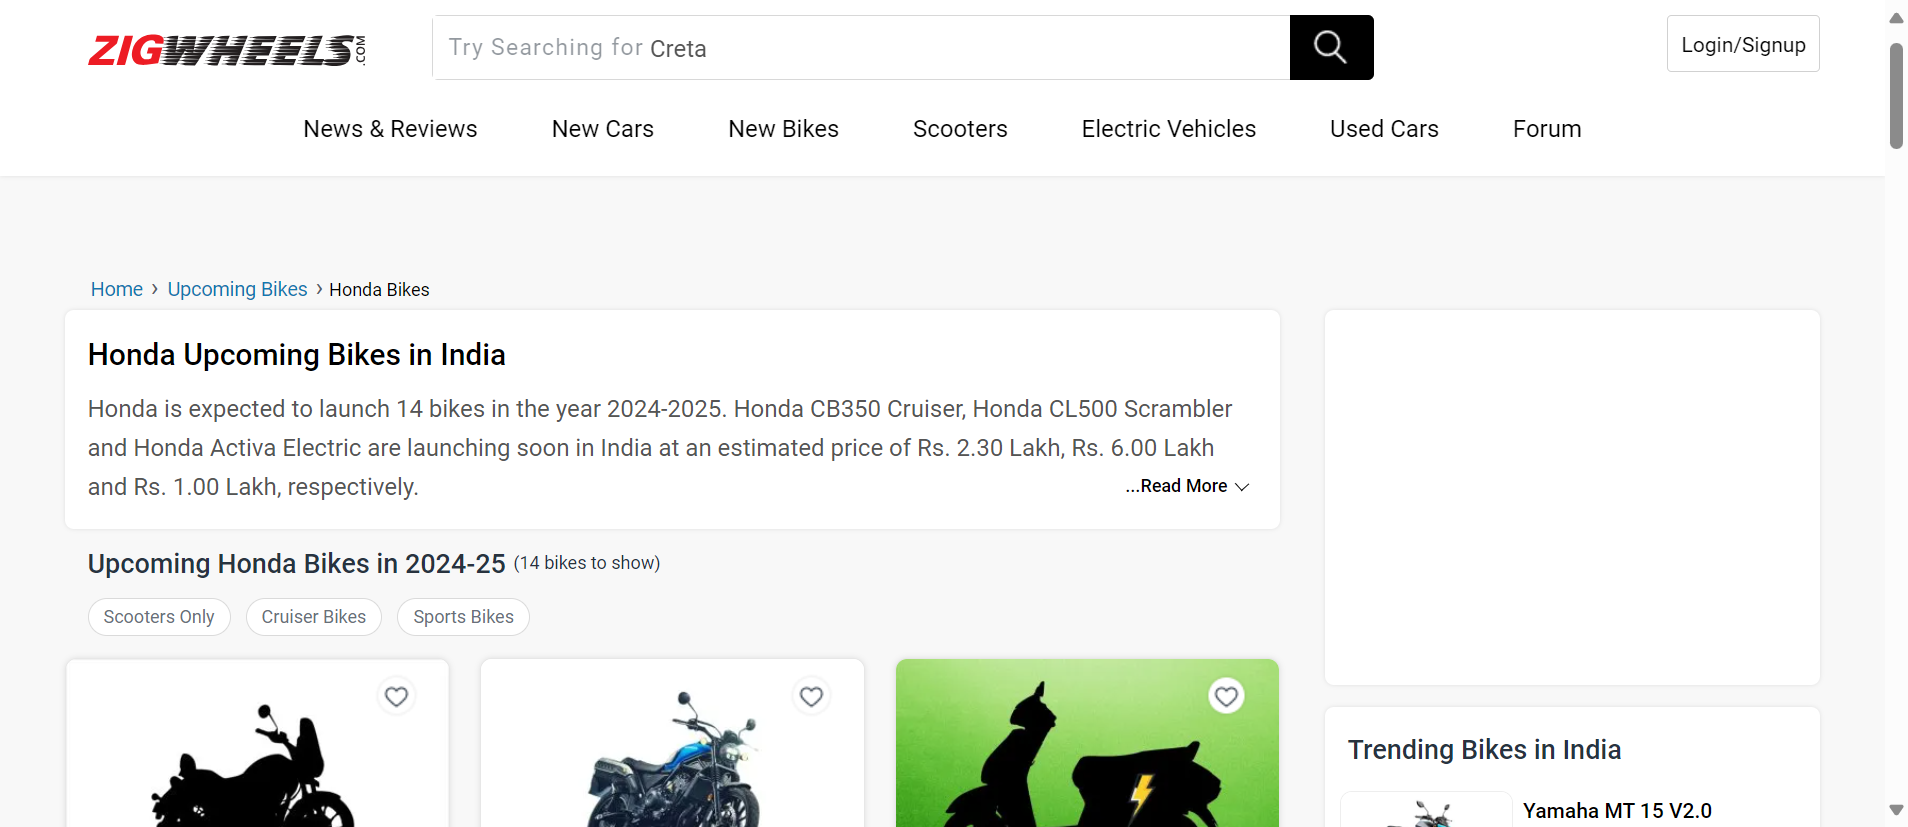 ZIGWHEELS.COM
Try Searching for Creta
Login/Signup
News & Reviews
New Cars
New Bikes
Scooters
Electric Vehicles
Used Cars
Forum
Home › Upcoming Bikes › Honda Bikes
Honda Upcoming Bikes in India
Honda is expected to launch 14 bikes in the year 2024-2025. Honda CB350 Cruiser, Honda CL500 Scrambler
and Honda Activa Electric are launching soon in India at an estimated price of Rs. 2.30 Lakh, Rs. 6.00 Lakh
and Rs. 1.00 Lakh, respectively.
...Read More
Upcoming Honda Bikes in 2024-25 (14 bikes to show)
Scooters Only
Cruiser Bikes
Sports Bikes
Trending Bikes in India
Yamaha MT 15 V2.0